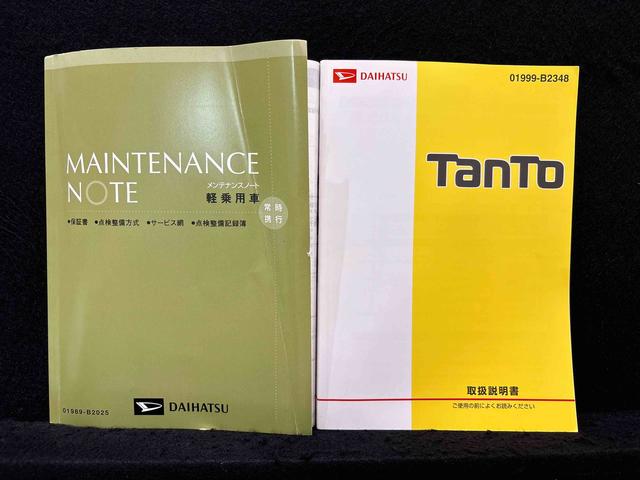 MAINTENANCE
NOTE
メンテナンスノート
軽乗用車
常時
携行
●保証書 ●点検整備方式 ●サービス網 ●点検整備記録簿
01989-B2025
DAIHATSU
DAIHATSU
01999-B2348
TanTo
取扱説明書
ご使用の前によくお読みください